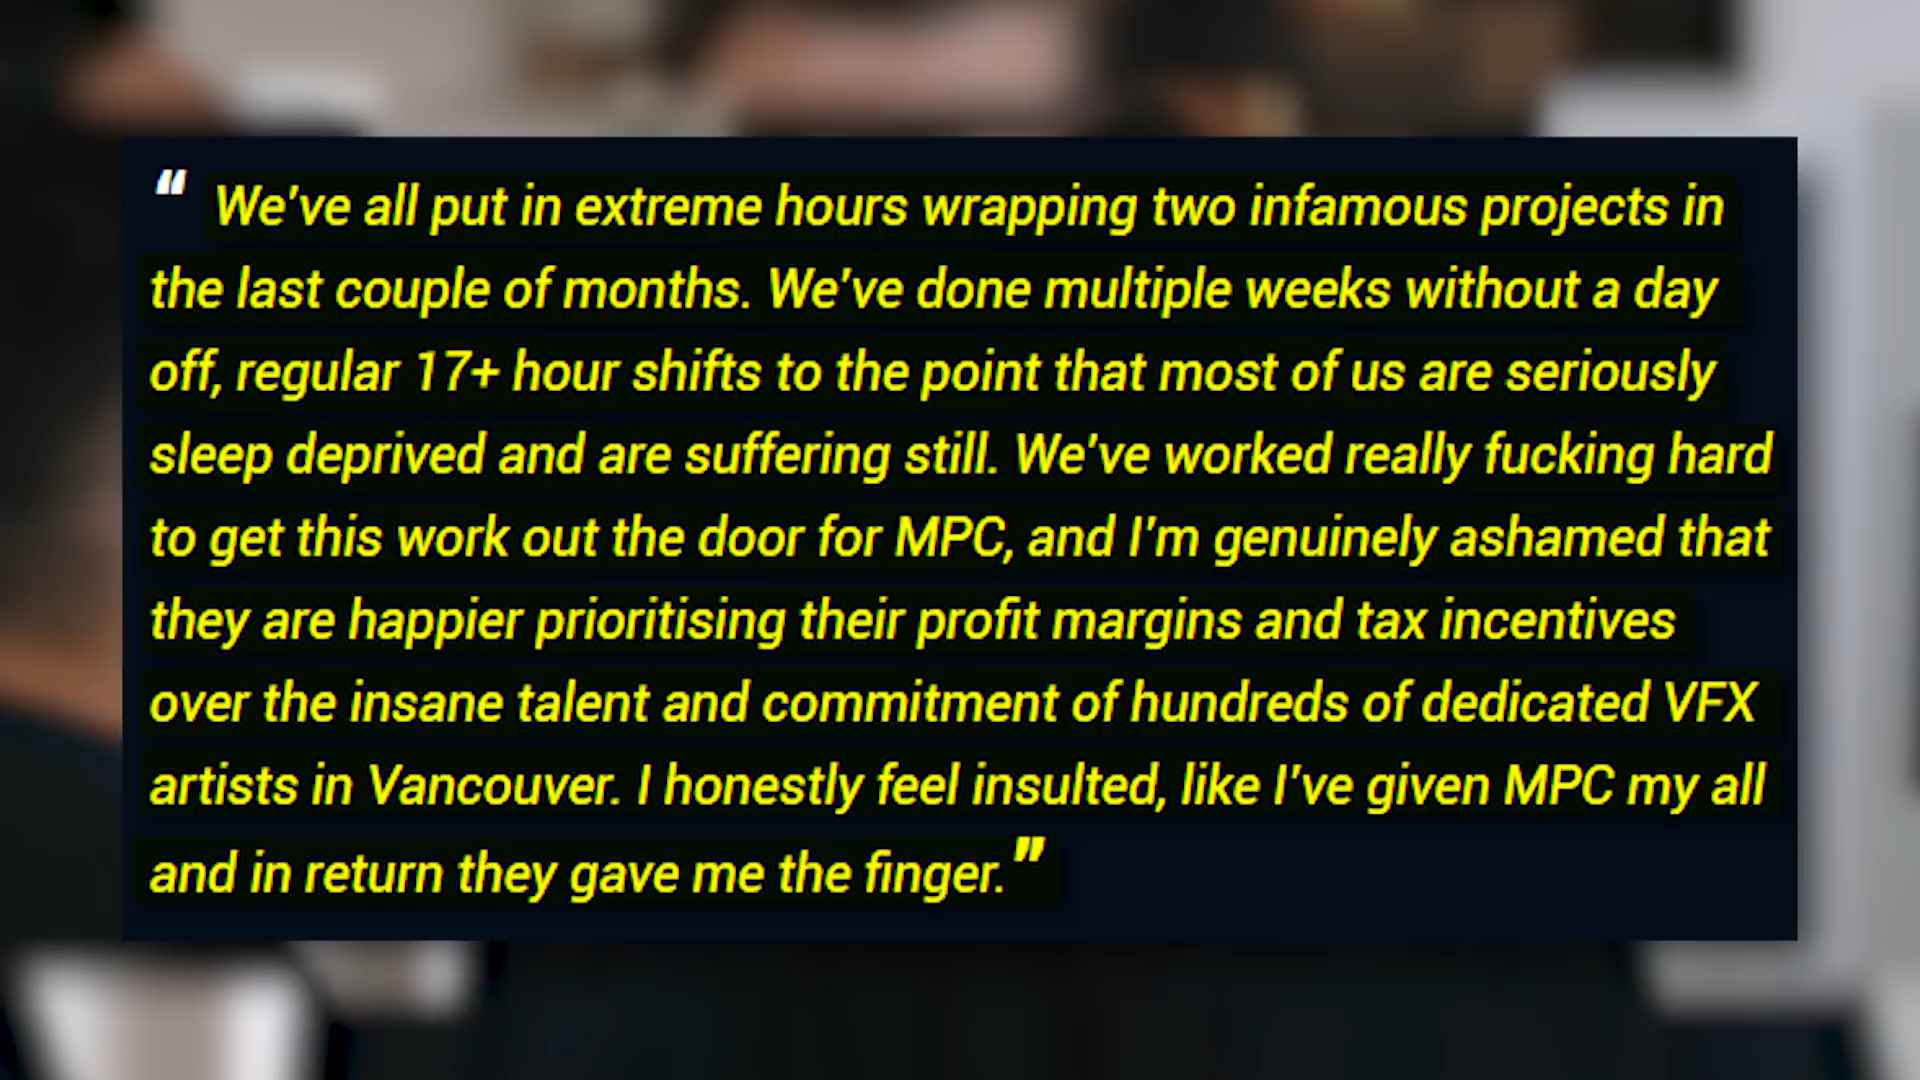 “ We’ve all put in extreme hours wrapping two infamous projects in
the last couple of months. We’ve done multiple weeks without a day
off, regular 17+ hour shifts to the point that most of us are seriously
sleep deprived and are suffering still. We’ve worked really fucking hard
to get this work out the door for MPC, and I’m genuinely ashamed that
they are happier prioritising their profit margins and tax incentives
over the insane talent and commitment of hundreds of dedicated VFX
artists in Vancouver. I honestly feel insulted, like I’ve given MPC my all
and in return they gave me the finger.”